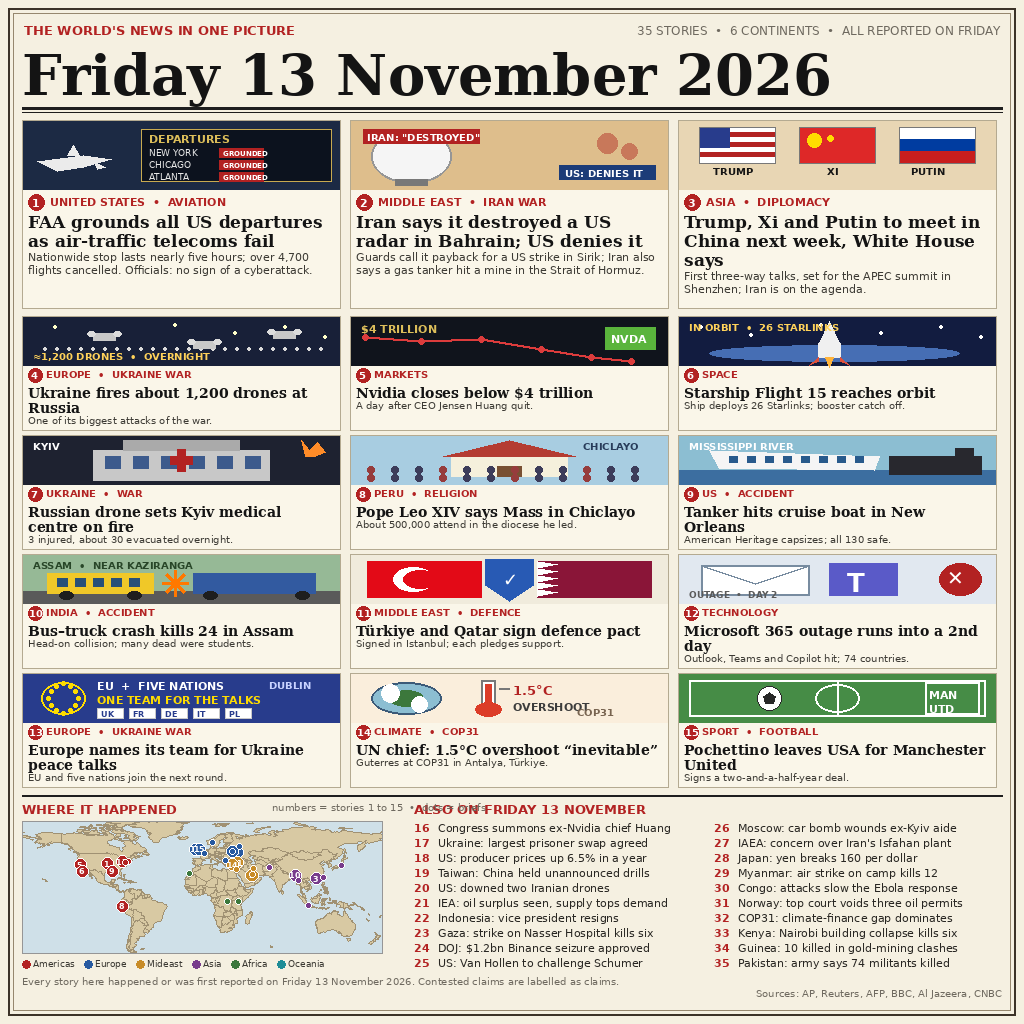 THE WORLD'S NEWS IN ONE PICTURE
35 STORIES • 6 CONTINENTS • ALL REPORTED ON FRIDAY
Friday 13 November 2026
DEPARTURES
NEW YORK GROUNDED
CHICAGO GROUNDED
ATLANTA GROUNDED
1 UNITED STATES • AVIATION
FAA grounds all US departures
as air-traffic telecoms fail
Nationwide stop lasts nearly five hours; over 4,700
flights cancelled. Officials: no sign of a cyberattack.
IRAN: "DESTROYED"
US: DENIES IT
2 MIDDLE EAST • IRAN WAR
Iran says it destroyed a US
radar in Bahrain; US denies it
Guards call it payback for a US strike in Sirik; Iran also
says a gas tanker hit a mine in the Strait of Hormuz.
TRUMP XI PUTIN
3 ASIA • DIPLOMACY
Trump, Xi and Putin to meet in
China next week, White House
says
First three-way talks, set for the APEC summit in
Shenzhen; Iran is on the agenda.
≈1,200 DRONES • OVERNIGHT
4 EUROPE • UKRAINE WAR
Ukraine fires about 1,200 drones at
Russia
One of its biggest attacks of the war.
$4 TRILLION
NVDA
5 MARKETS
Nvidia closes below $4 trillion
A day after CEO Jensen Huang quit.
IN ORBIT • 26 STARLINKS
6 SPACE
Starship Flight 15 reaches orbit
Ship deploys 26 Starlinks; booster catch off.
KYIV
7 UKRAINE • WAR
Russian drone sets Kyiv medical
centre on fire
3 injured, about 30 evacuated overnight.
CHICLAYO
8 PERU • RELIGION
Pope Leo XIV says Mass in Chiclayo
About 500,000 attend in the diocese he led.
MISSISSIPPI RIVER
9 US • ACCIDENT
Tanker hits cruise boat in New
Orleans
American Heritage capsizes; all 130 safe.
ASSAM • NEAR KAZIRANGA
10 INDIA • ACCIDENT
Bus–truck crash kills 24 in Assam
Head-on collision; many dead were students.
✓
11 MIDDLE EAST • DEFENCE
Türkiye and Qatar sign defence pact
Signed in Istanbul; each pledges support.
OUTAGE • DAY 2
T
✕
12 TECHNOLOGY
Microsoft 365 outage runs into a 2nd
day
Outlook, Teams and Copilot hit; 74 countries.
EU + FIVE NATIONS DUBLIN
ONE TEAM FOR THE TALKS
UK FR DE IT PL
13 EUROPE • UKRAINE WAR
Europe names its team for Ukraine
peace talks
EU and five nations join the next round.
1.5°C
OVERSHOOT
COP31
14 CLIMATE • COP31
UN chief: 1.5°C overshoot “inevitable”
Guterres at COP31 in Antalya, Türkiye.
MAN
UTD
15 SPORT • FOOTBALL
Pochettino leaves USA for Manchester
United
Signs a two-and-a-half-year deal.
WHERE IT HAPPENED
numbers = stories 1 to 15 • dots = briefs
Americas Europe Mideast Asia Africa Oceania
ALSO ON FRIDAY 13 NOVEMBER
16 Congress summons ex-Nvidia chief Huang
17 Ukraine: largest prisoner swap agreed
18 US: producer prices up 6.5% in a year
19 Taiwan: China held unannounced drills
20 US: downed two Iranian drones
21 IEA: oil surplus seen, supply tops demand
22 Indonesia: vice president resigns
23 Gaza: strike on Nasser Hospital kills six
24 DOJ: $1.2bn Binance seizure approved
25 US: Van Hollen to challenge Schumer
26 Moscow: car bomb wounds ex-Kyiv aide
27 IAEA: concern over Iran's Isfahan plant
28 Japan: yen breaks 160 per dollar
29 Myanmar: air strike on camp kills 12
30 Congo: attacks slow the Ebola response
31 Norway: top court voids three oil permits
32 COP31: climate-finance gap dominates
33 Kenya: Nairobi building collapse kills six
34 Guinea: 10 killed in gold-mining clashes
35 Pakistan: army says 74 militants killed
Every story here happened or was first reported on Friday 13 November 2026. Contested claims are labelled as claims.
Sources: AP, Reuters, AFP, BBC, Al Jazeera, CNBC